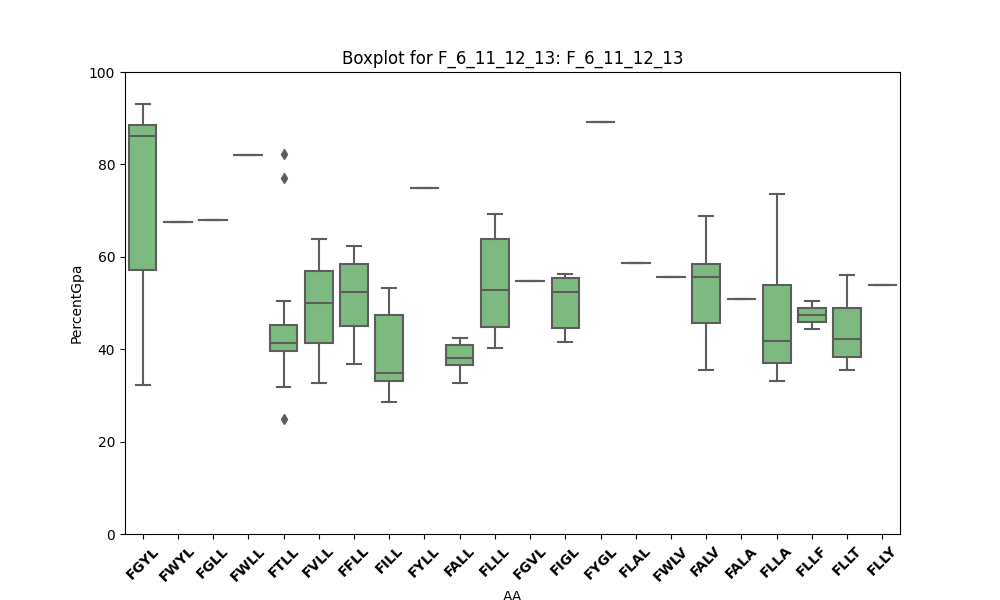 Boxplot for F_6_11_12_13: F_6_11_12_13
PercentGpa
100
80
60
40
20
0
FGYL FWYL FGLL FWLL FTLL FVLL FFLL FILL FYLL FALL FLLL FGVL FIGL FYGL FLAL FWLV FALV FALA FLLA FLLF FLLT FLLY
AA